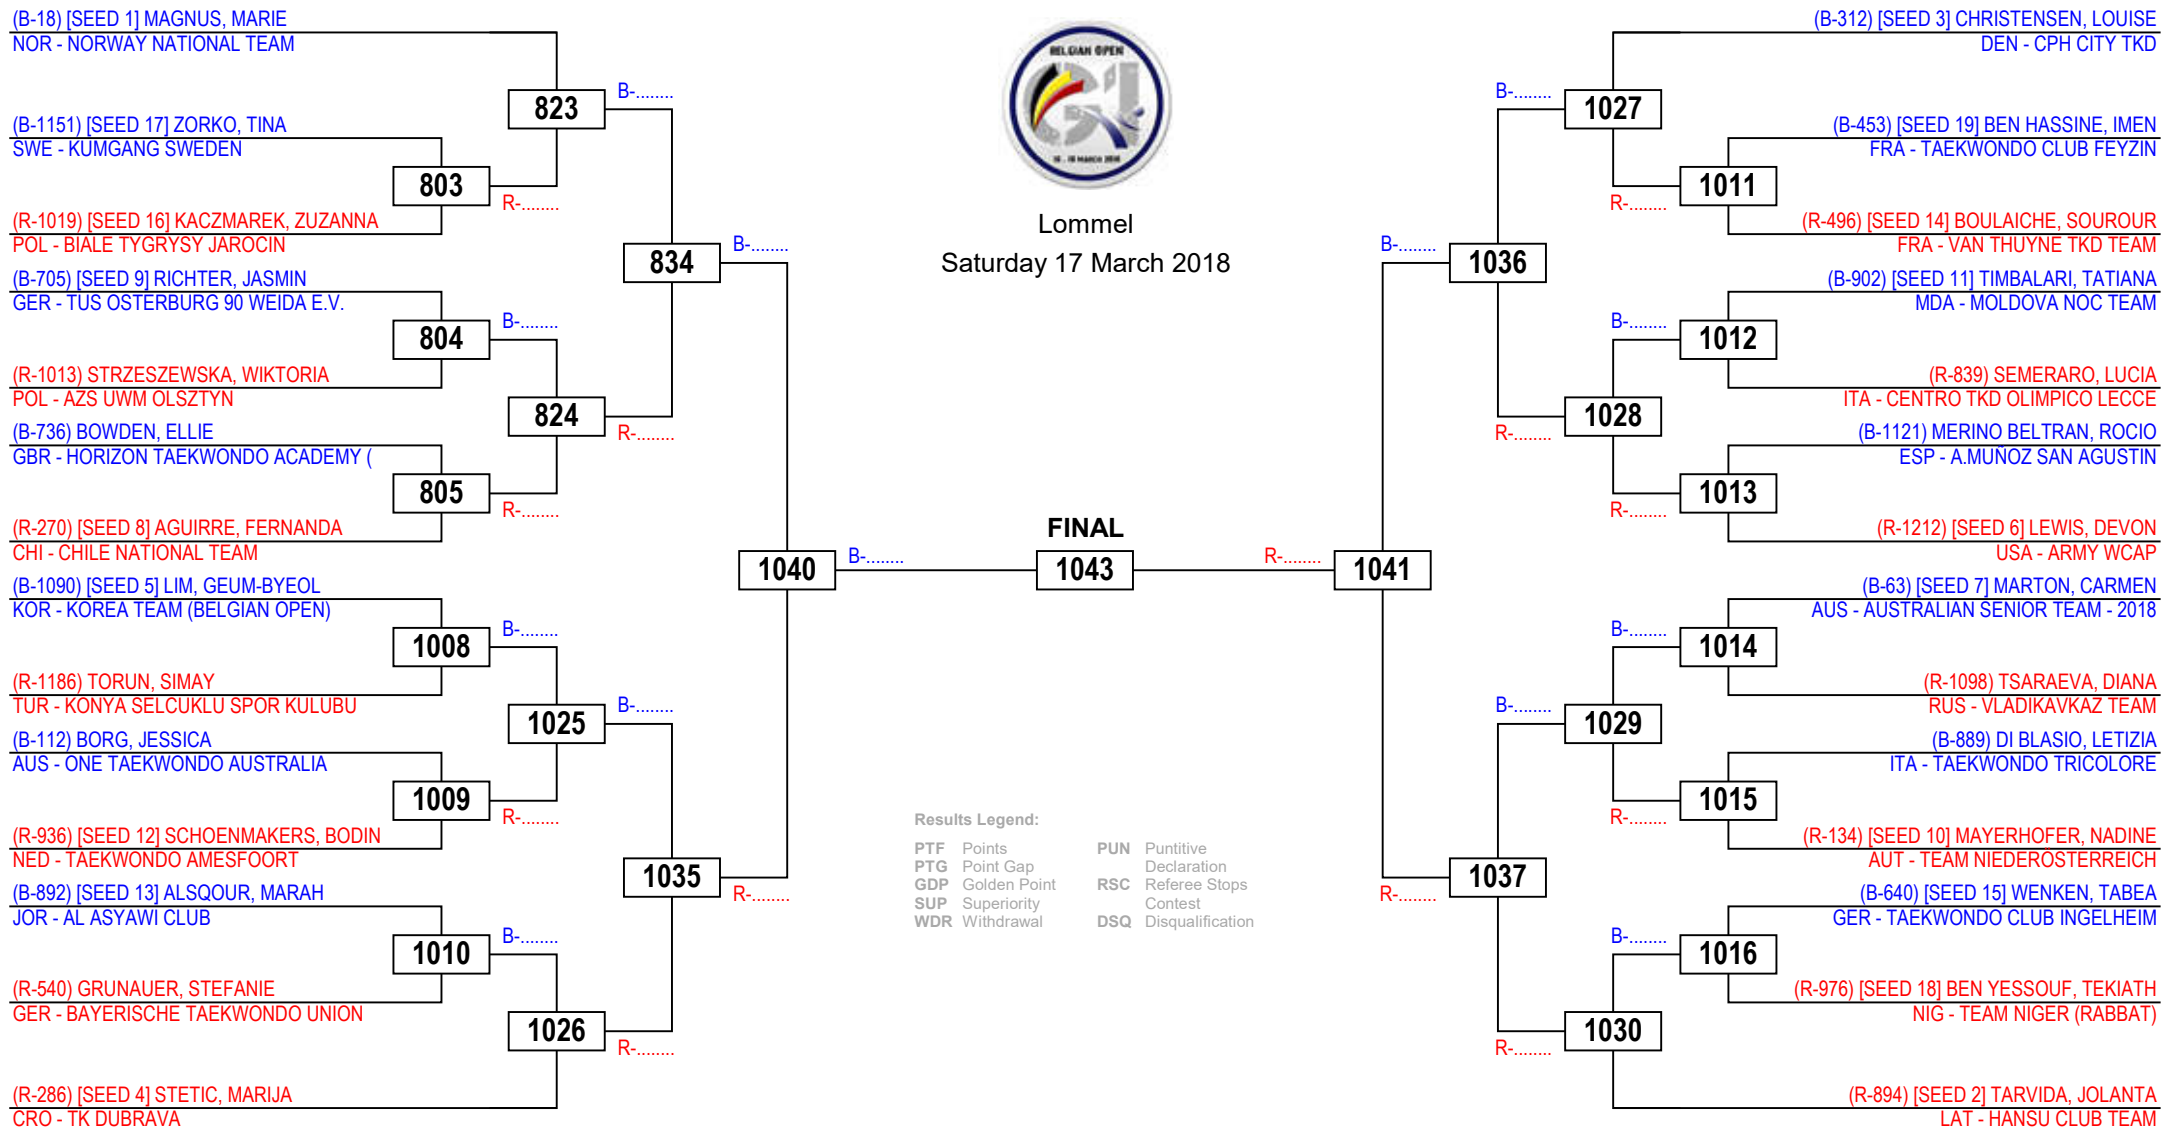 (B-18) [SEED 1] MAGNUS, MARIE
NOR - NORWAY NATIONAL TEAM
823
B-........
(B-1151) [SEED 17] ZORKO, TINA
SWE - KUMGANG SWEDEN
803
R-........
(R-1019) [SEED 16] KACZMAREK, ZUZANNA
POL - BIALE TYGRYSY JAROCIN
834
B-........
(B-705) [SEED 9] RICHTER, JASMIN
GER - TUS OSTERBURG 90 WEIDA E.V.
804
B-........
(R-1013) STRZESZEWSKA, WIKTORIA
POL - AZS UWM OLSZTYN
824
R-........
(B-736) BOWDEN, ELLIE
GBR - HORIZON TAEKWONDO ACADEMY (
805
R-........
(R-270) [SEED 8] AGUIRRE, FERNANDA
CHI - CHILE NATIONAL TEAM
1040
B-........
(B-1090) [SEED 5] LIM, GEUM-BYEOL
KOR - KOREA TEAM (BELGIAN OPEN)
1008
B-........
(R-1186) TORUN, SIMAY
TUR - KONYA SELCUKLU SPOR KULUBU
1025
B-........
(B-112) BORG, JESSICA
AUS - ONE TAEKWONDO AUSTRALIA
1009
R-........
(R-936) [SEED 12] SCHOENMAKERS, BODIN
NED - TAEKWONDO AMESFOORT
1035
R-........
(B-892) [SEED 13] ALSQOUR, MARAH
JOR - AL ASYAWI CLUB
1010
B-........
(R-540) GRUNAUER, STEFANIE
GER - BAYERISCHE TAEKWONDO UNION
1026
R-........
(R-286) [SEED 4] STETIC, MARIJA
CRO - TK DUBRAVA
BELGIAN OPEN
G1
MARCH 2018
Lommel
Saturday 17 March 2018
FINAL
1043
Results Legend:
PTF Points
PTG Point Gap
GDP Golden Point
SUP Superiority
WDR Withdrawal
PUN Puntitive
Declaration
RSC Referee Stops
Contest
DSQ Disqualification
(B-312) [SEED 3] CHRISTENSEN, LOUISE
DEN - CPH CITY TKD
B-........
1027
(B-453) [SEED 19] BEN HASSINE, IMEN
FRA - TAEKWONDO CLUB FEYZIN
R-........
1011
(R-496) [SEED 14] BOULAICHE, SOUROUR
FRA - VAN THUYNE TKD TEAM
B-........
1036
(B-902) [SEED 11] TIMBALARI, TATIANA
MDA - MOLDOVA NOC TEAM
B-........
1012
(R-839) SEMERARO, LUCIA
ITA - CENTRO TKD OLIMPICO LECCE
R-........
1028
(B-1121) MERINO BELTRAN, ROCIO
ESP - A.MUÑOZ SAN AGUSTIN
R-........
1013
(R-1212) [SEED 6] LEWIS, DEVON
USA - ARMY WCAP
R-........
1041
(B-63) [SEED 7] MARTON, CARMEN
AUS - AUSTRALIAN SENIOR TEAM - 2018
B-........
1014
(R-1098) TSARAEVA, DIANA
RUS - VLADIKAVKAZ TEAM
B-........
1029
(B-889) DI BLASIO, LETIZIA
ITA - TAEKWONDO TRICOLORE
R-........
1015
(R-134) [SEED 10] MAYERHOFER, NADINE
AUT - TEAM NIEDERÖSTERREICH
R-........
1037
(B-640) [SEED 15] WENKEN, TABEA
GER - TAEKWONDO CLUB INGELHEIM
B-........
1016
(R-976) [SEED 18] BEN YESSOUF, TEKIATH
NIG - TEAM NIGER (RABBAT)
R-........
1030
(R-894) [SEED 2] TARVIDA, JOLANTA
LAT - HANSU CLUB TEAM